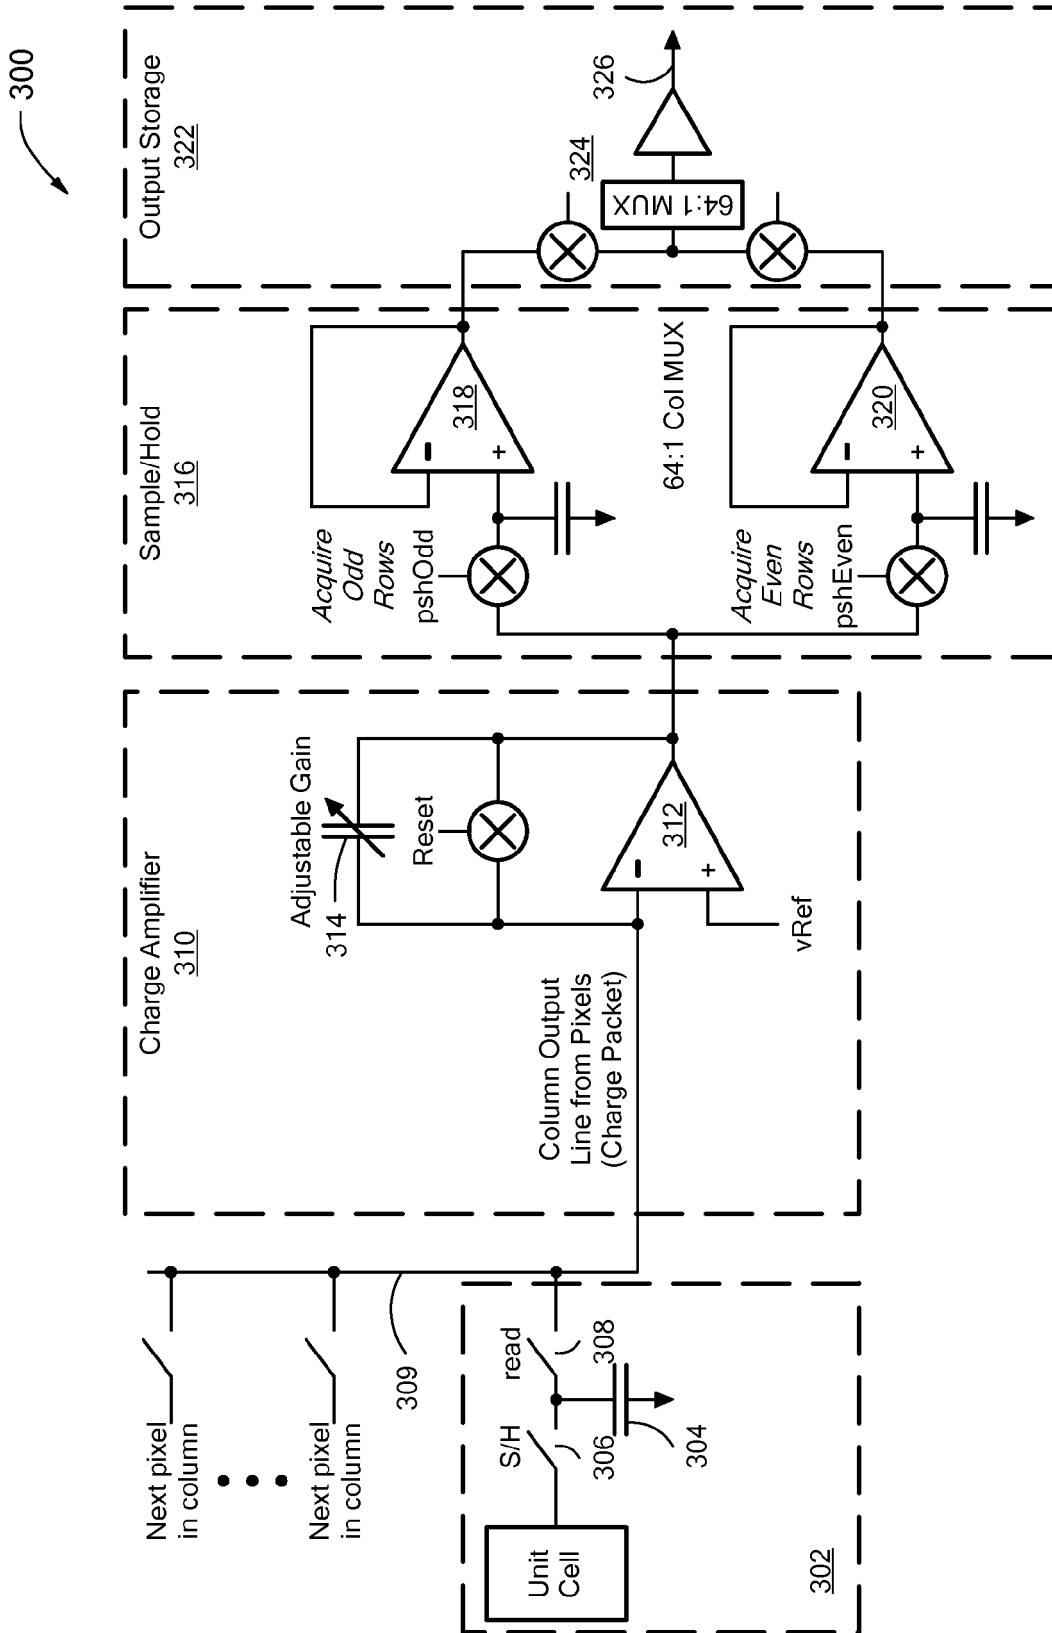 300
Next pixel
in column
Next pixel
in column
309
Unit
Cell
S/H
306
read
308
304
302
Charge Amplifier
310
Adjustable Gain
314
Reset
312
vRef
Column Output
Line from Pixels
(Charge Packet)
Sample/Hold
316
Acquire
Odd
Rows
pshOdd
318
64:1 Col MUX
Acquire
Even
Rows
pshEven
320
Output Storage
322
324
64:1 MUX
326